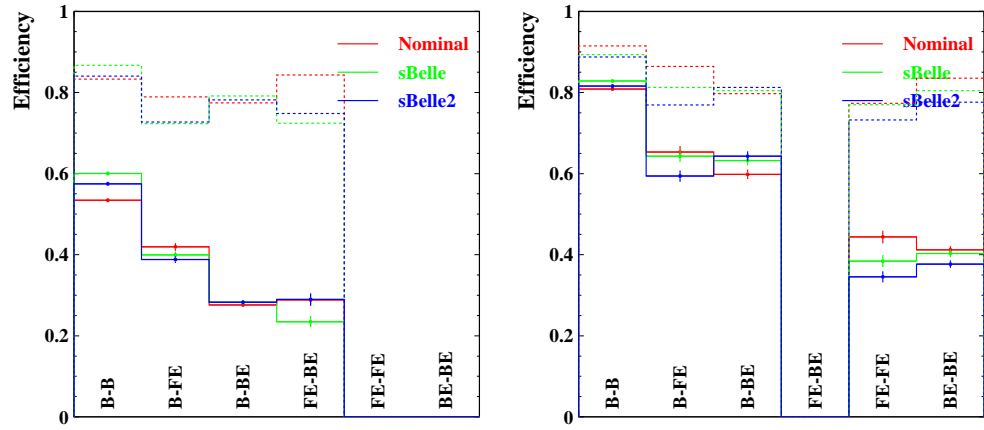 Efficiency
1
0.8
0.6
0.4
0.2
0
Nominal
sBelle
sBelle2
B-B
B-FE
B-BE
FE-BE
FE-FE
BE-BE
Efficiency
1
0.8
0.6
0.4
0.2
0
Nominal
sBelle
sBelle2
B-B
B-FE
B-BE
FE-BE
FE-FE
BE-BE